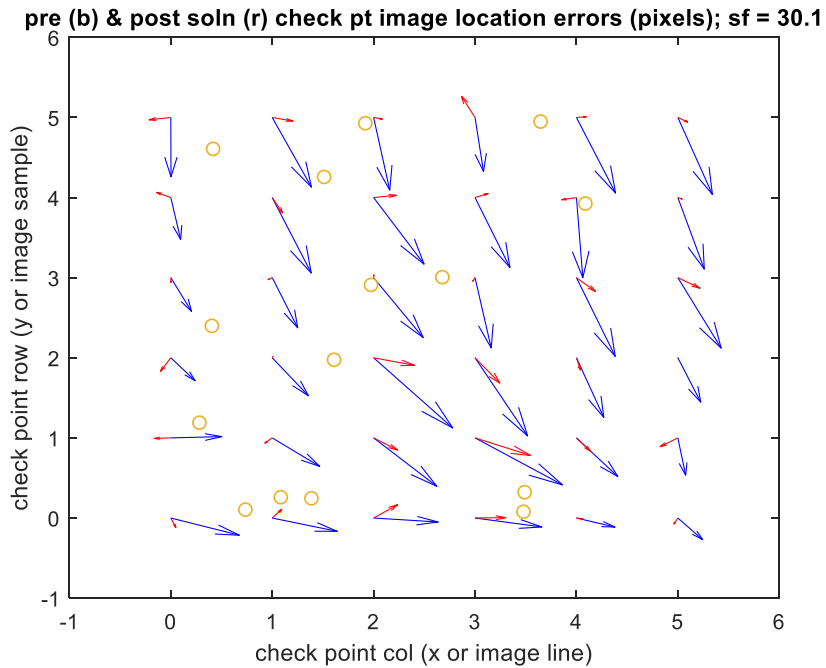 pre (b) & post soln (r) check pt image location errors (pixels); sf = 30.1
6
5
4
3
2
1
0
-1
check point row (y or image sample)
-1 0 1 2 3 4 5 6
check point col (x or image line)